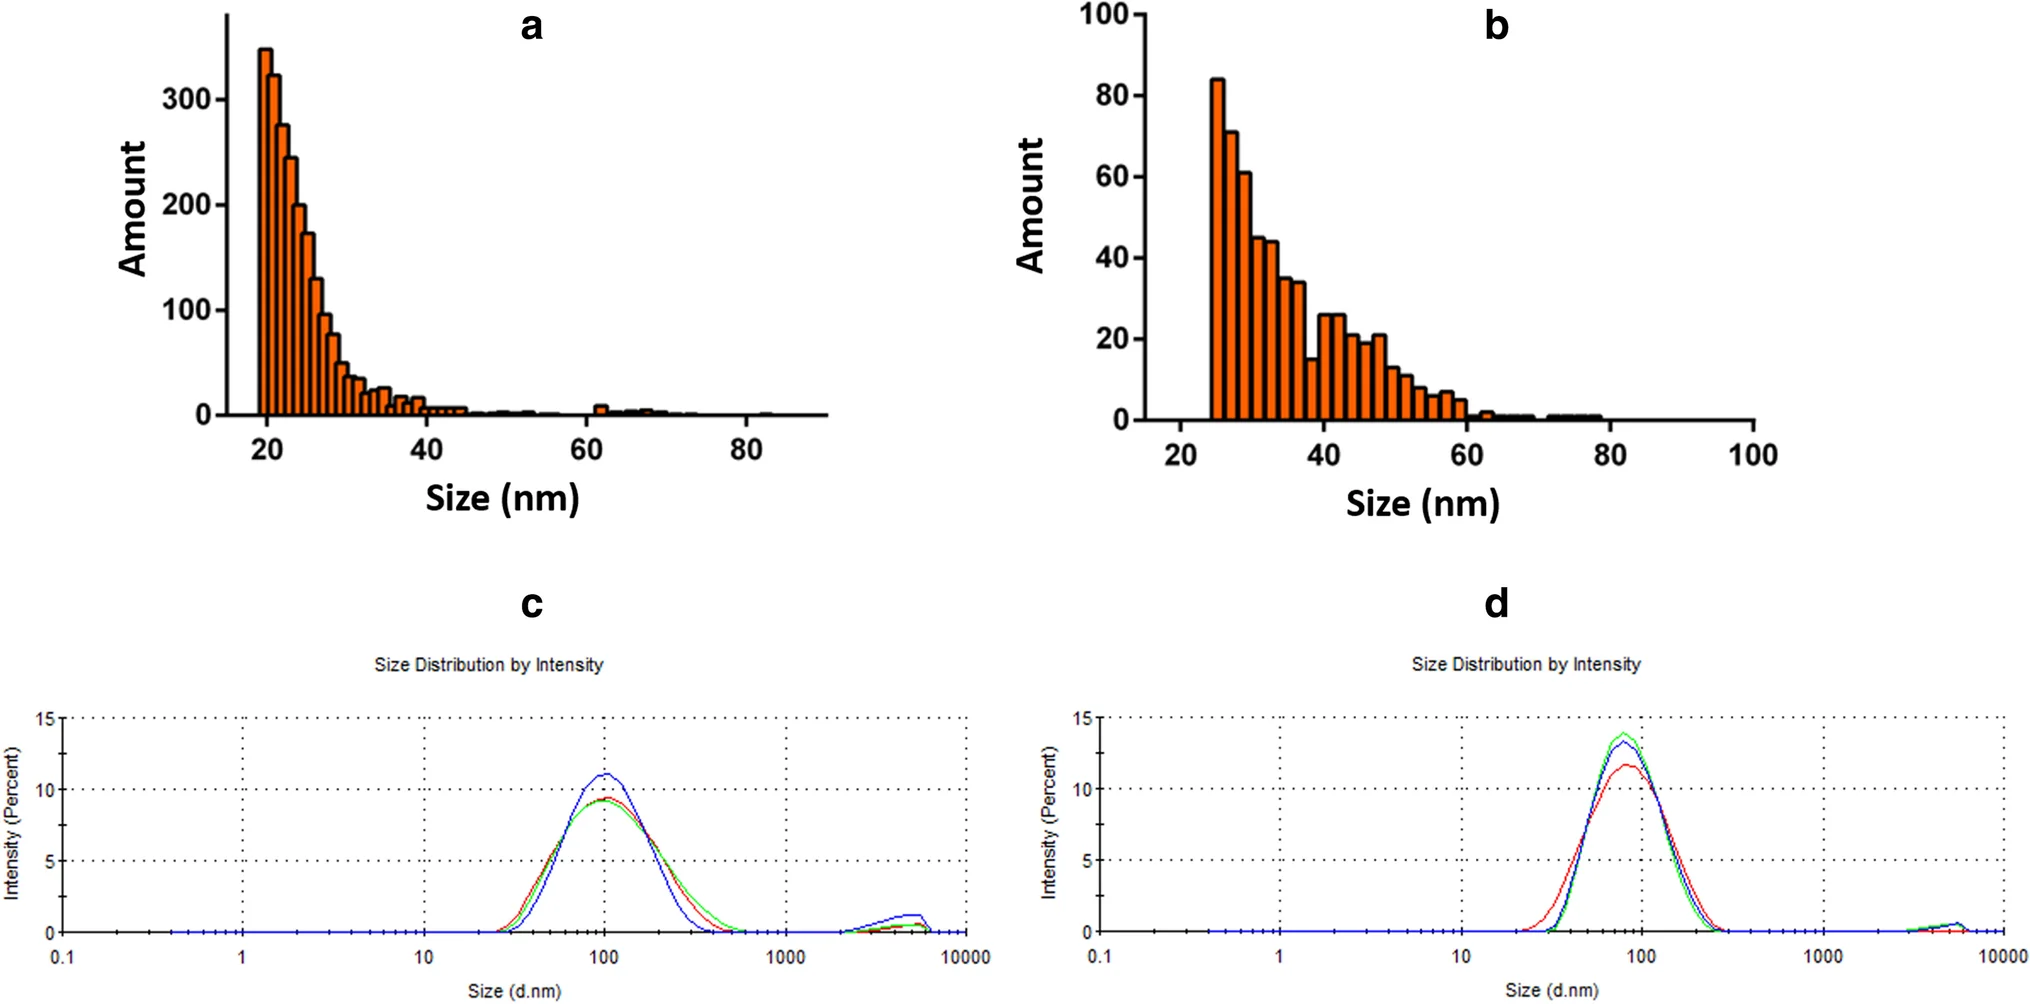 a
300
200
100
0
20 40 60 80
Amount
Size (nm)
b
100
80
60
40
20
0
20 40 60 80 100
Amount
Size (nm)
c
Size Distribution by Intensity
15
10
5
0
0.1 1 10 100 1000 10000
Intensity (Percent)
Size (d.nm)
d
Size Distribution by Intensity
15
10
5
0
0.1 1 10 100 1000 10000
Intensity (Percent)
Size (d.nm)